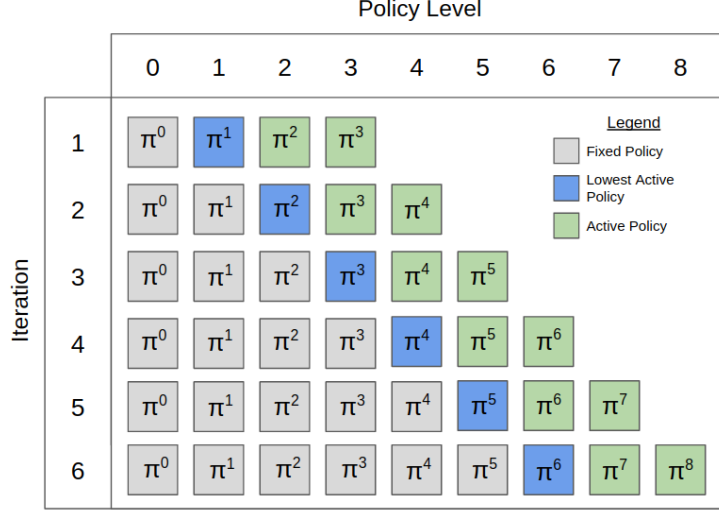 Policy Level
0 1 2 3 4 5 6 7 8
Iteration
1 π⁰ π¹ π² π³
2 π⁰ π¹ π² π³ π⁴
3 π⁰ π¹ π² π³ π⁴ π⁵
4 π⁰ π¹ π² π³ π⁴ π⁵ π⁶
5 π⁰ π¹ π² π³ π⁴ π⁵ π⁶ π⁷
6 π⁰ π¹ π² π³ π⁴ π⁵ π⁶ π⁷ π⁸
Legend
Fixed Policy
Lowest Active
Policy
Active Policy